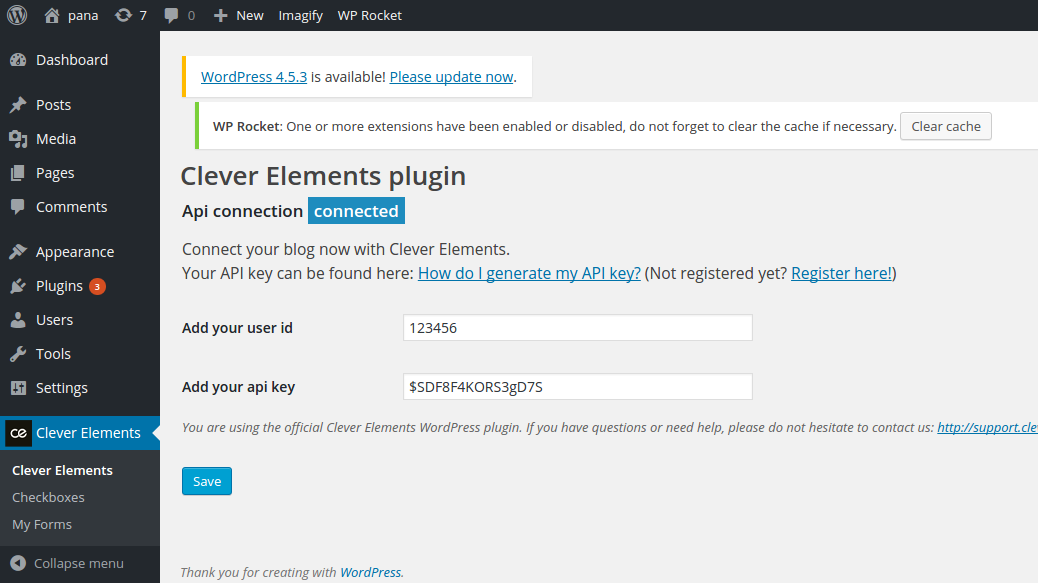 pana 7 0 New Imagify WP Rocket
Dashboard
Posts
Media
Pages
Comments
Appearance
Plugins 3
Users
Tools
Settings
CE Clever Elements
Clever Elements
Checkboxes
My Forms
Collapse menu
WordPress 4.5.3 is available! Please update now.
WP Rocket: One or more extensions have been enabled or disabled, do not forget to clear the cache if necessary. Clear cache
Clever Elements plugin
Api connection connected
Connect your blog now with Clever Elements.
Your API key can be found here: How do I generate my API key? (Not registered yet? Register here!)
Add your user id 123456
Add your api key $SDF8F4KORS3gD7S
You are using the official Clever Elements WordPress plugin. If you have questions or need help, please do not hesitate to contact us: http://support.cle
Save
Thank you for creating with WordPress.